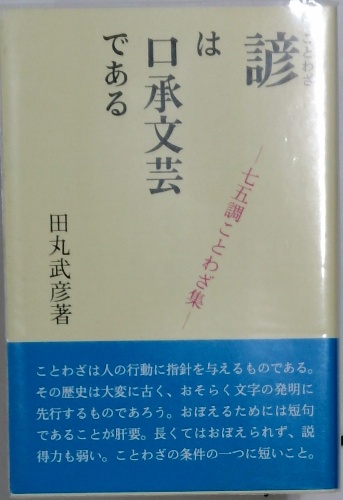 ことわざ
諺
は
口承文芸
である
―七五調ことわざ集―
田丸武彦著
ことわざは人の行動に指針を与えるものである。
その歴史は大変に古く、おそらく文字の発明に
先行するものであろう。おぼえるためには短句
であることが肝要。長くてはおぼえられず、説
得力も弱い。ことわざの条件の一つに短いこと。